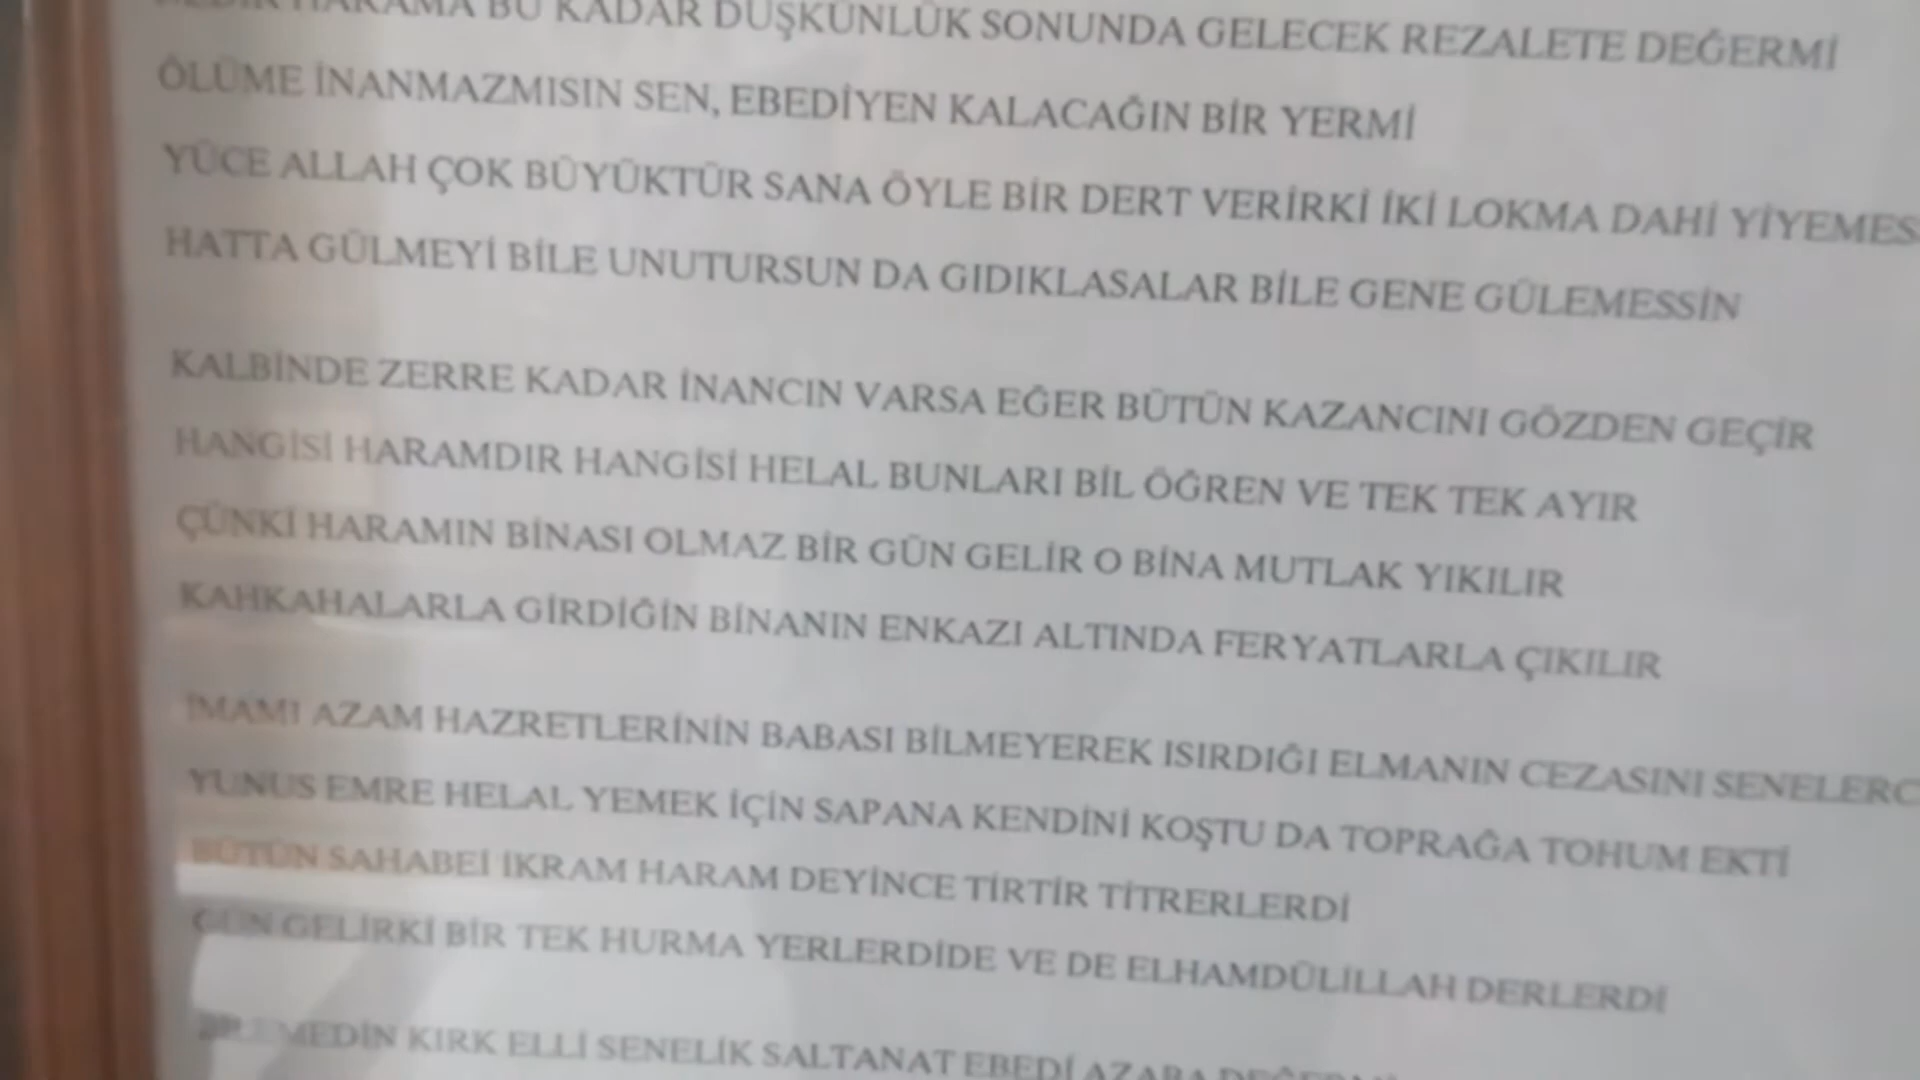 HARAMA BU KADAR DÜŞKÜNLÜK SONUNDA GELECEK REZALETE DEĞERMİ
ÖLÜME İNANMAZMISIN SEN, EBEDİYEN KALACAĞIN BİR YERMİ
YÜCE ALLAH ÇOK BÜYÜKTÜR SANA ÖYLE BİR DERT VERİRKİ İKİ LOKMA DAHİ YİYEMES
HATTA GÜLMEYİ BİLE UNUTURSUN DA GIDIKLASALAR BİLE GENE GÜLEMESSİN
KALBİNDE ZERRE KADAR İNANCIN VARSA EĞER BÜTÜN KAZANCINI GÖZDEN GEÇİR
HANGİSİ HARAMDIR HANGİSİ HELAL BUNLARI BİL ÖĞREN VE TEK TEK AYIR
ÇÜNKİ HARAMIN BİNASI OLMAZ BİR GÜN GELİR O BİNA MUTLAK YIKILIR
KAHKAHALARLA GİRDİĞİN BİNANIN ENKAZI ALTINDA FERYATLARLA ÇIKILIR
İMAMI AZAM HAZRETLERİNİN BABASI BİLMEYEREK ISIRDIĞI ELMANIN CEZASINI SENELERC
YUNUS EMRE HELAL YEMEK İÇİN SAPANA KENDİNİ KOŞTU DA TOPRAĞA TOHUM EKTİ
BÜTÜN SAHABEİ İKRAM HARAM DEYİNCE TİRTİR TİTRERLERDİ
GÜN GELİRKİ BİR TEK HURMA YERLERDİDE VE DE ELHAMDÜLİLLAH DERLERDİ
KIRK ELLİ SENELİK SALTANAT EBEDİ AZABA